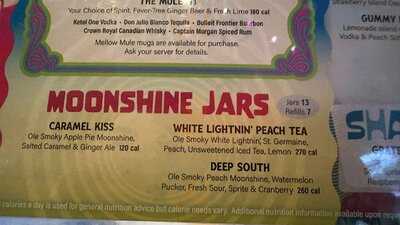 THE MULE
Your Choice of Spirit, Fever-Tree Ginger Beer & Fresh Lime 180 cal
Ketel One Vodka • Don Julio Blanco Tequila • Bulleit Frontier Bourbon
Crown Royal Canadian Whisky • Captain Morgan Spiced Rum
Mellow Mule mugs are available for purchase.
Ask your server for details.
MOONSHINE JARS
Jars 13
Refills 7
CARAMEL KISS
Ole Smoky Apple Pie Moonshine,
Salted Caramel & Ginger Ale 120 cal
WHITE LIGHTNIN' PEACH TEA
Ole Smoky White Lightnin', St. Germaine,
Peach, Unsweetened Iced Tea, Lemon 270 cal
DEEP SOUTH
Ole Smoky Peach Moonshine, Watermelon
Pucker, Fresh Sour, Sprite & Cranberry 260 cal
calories a day is used for general nutrition advice but calorie needs vary. Additional nutrition information available upon
Strawberry Island
GUMMY
Lemonade Island
Vodka & Peach
SHA
Raspberr